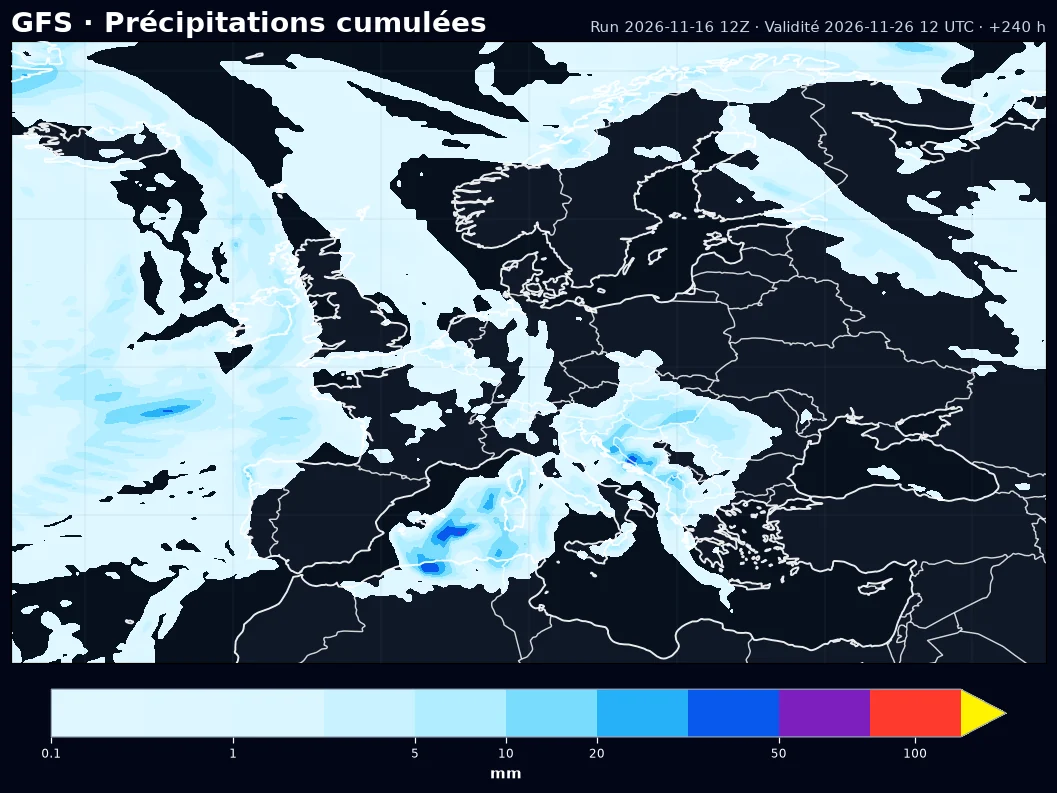 GFS · Précipitations cumulées
Run 2026-11-16 12Z · Validité 2026-11-26 12 UTC · +240 h
0.1 1 5 10 20 50 100
mm